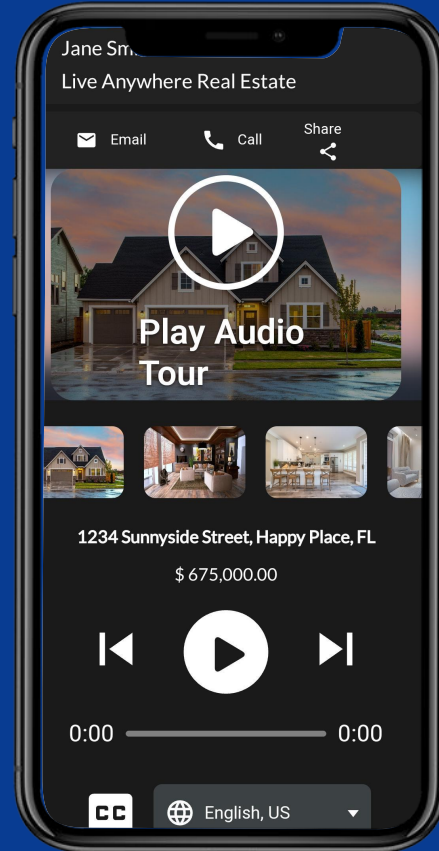 Jane
Live Anywhere Real Estate
Email
Call
Share
Play Audio
Tour
1234 Sunnyside Street, Happy Place, FL
$ 675,000.00
0:00
0:00
CC
English, US